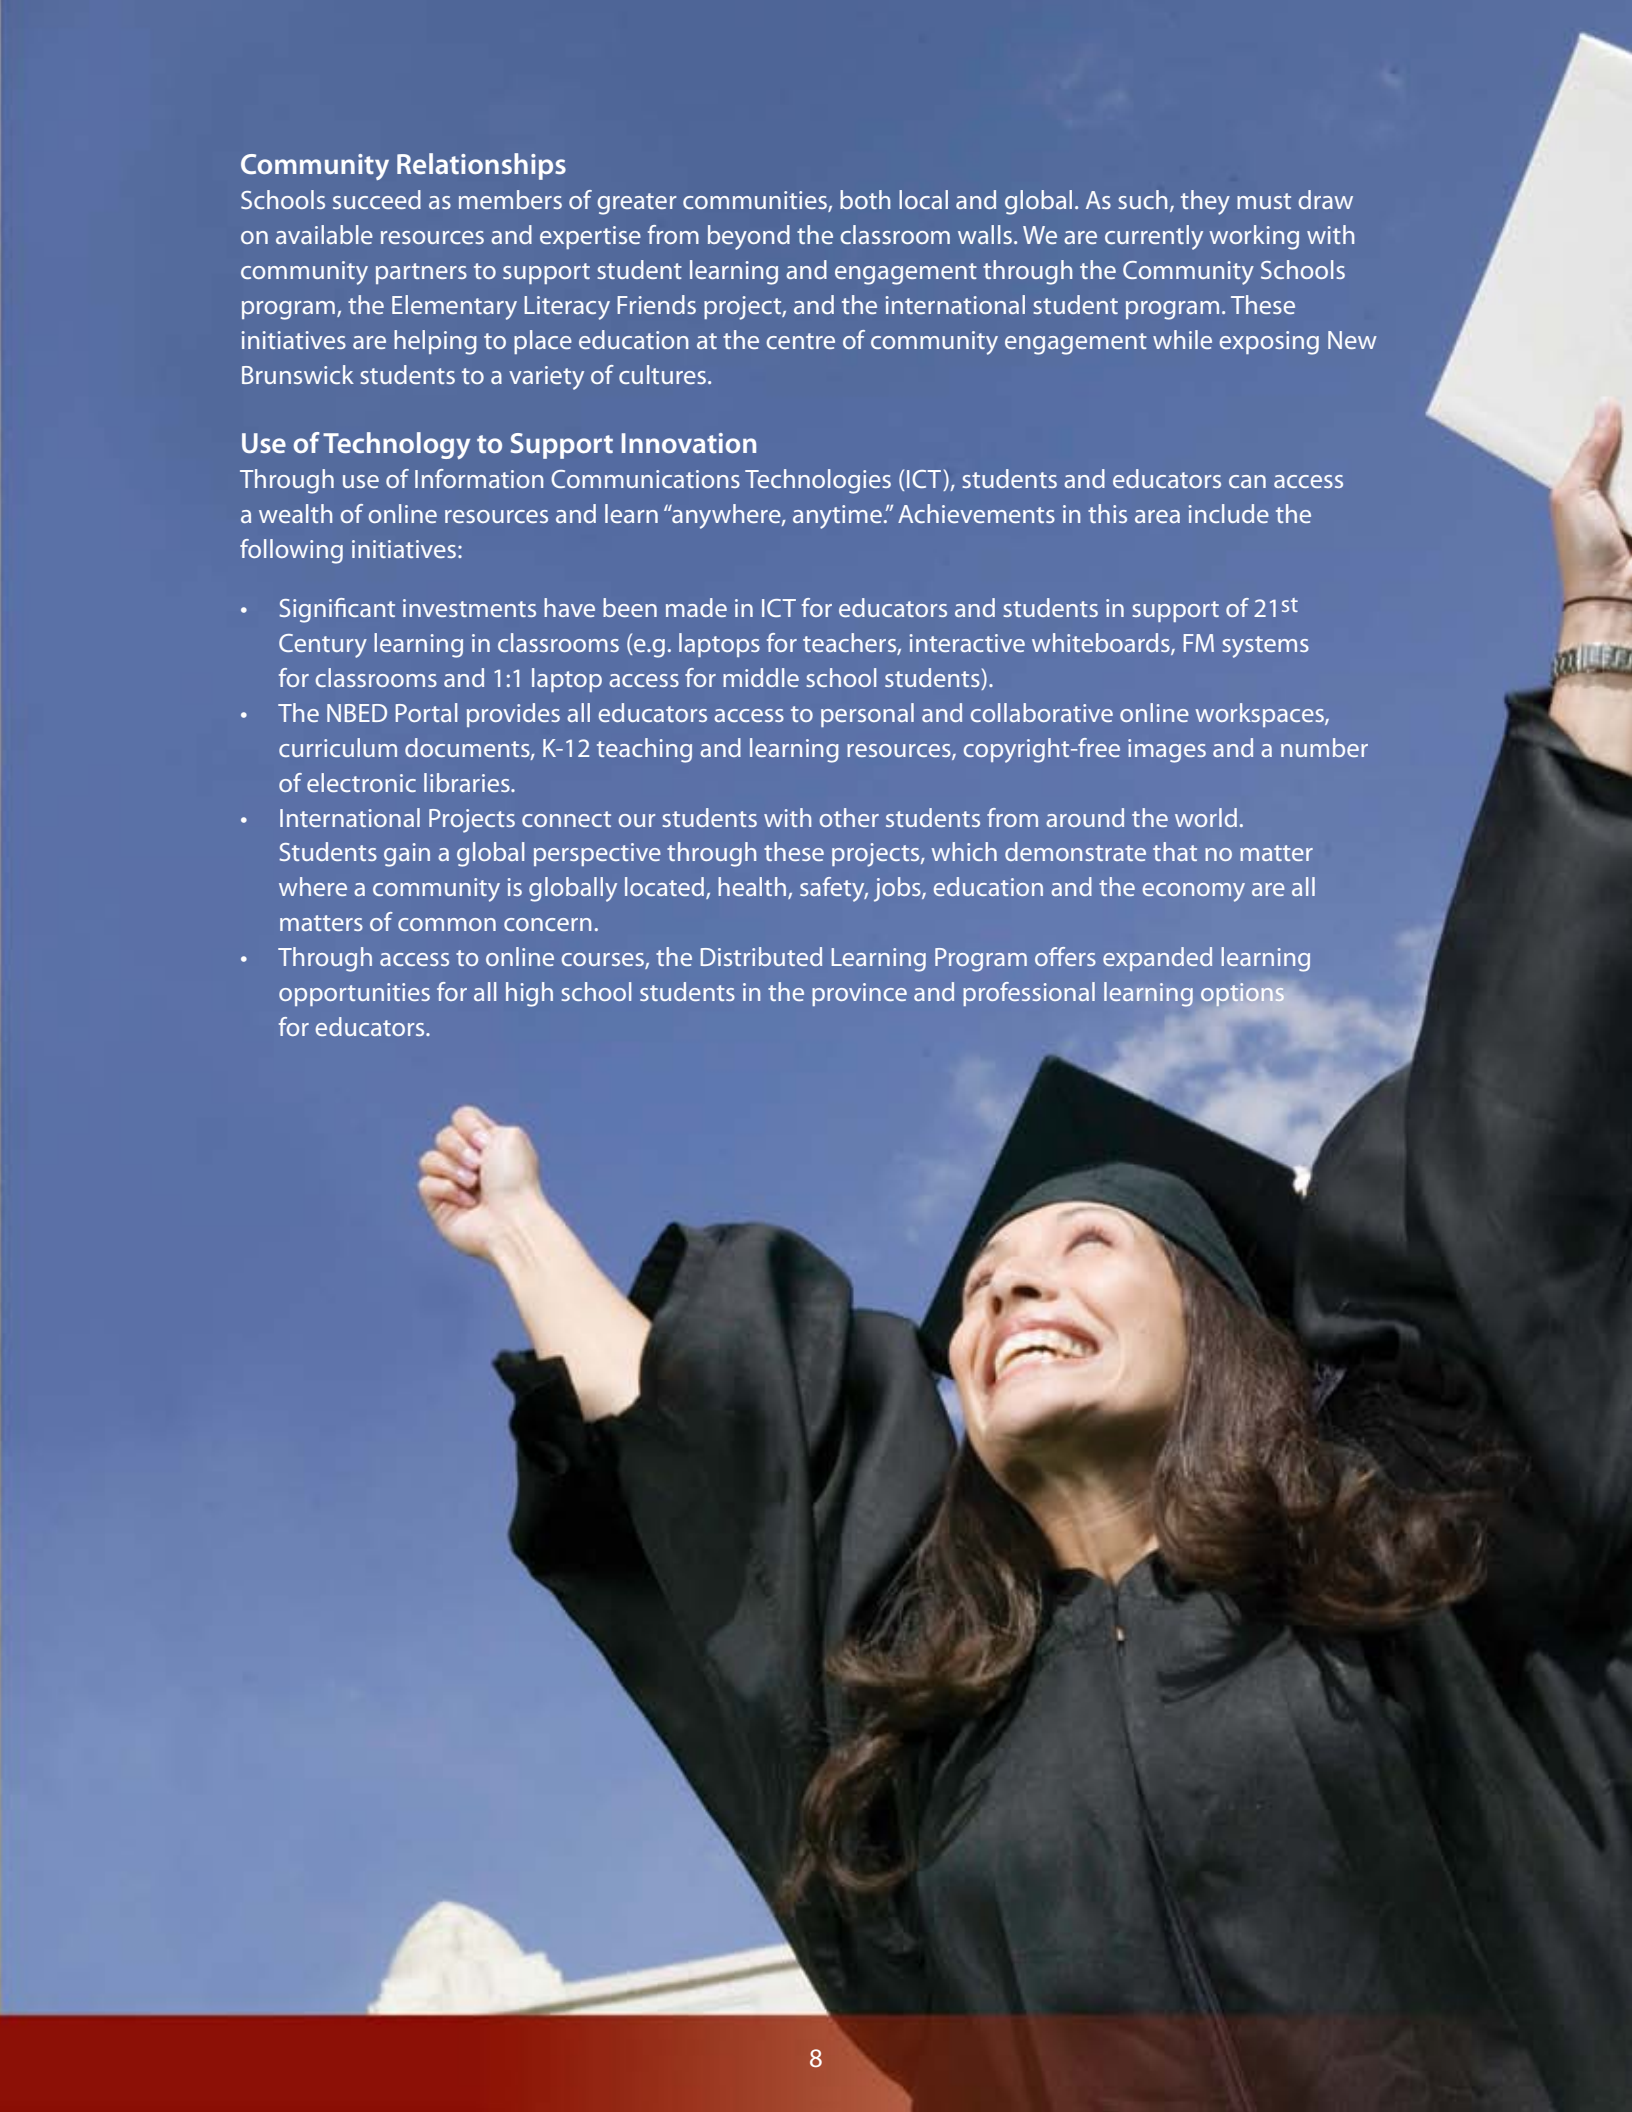 Community Relationships
Schools succeed as members of greater communities, both local and global. As such, they must draw
on available resources and expertise from beyond the classroom walls. We are currently working with
community partners to support student learning and engagement through the Community Schools
program, the Elementary Literacy Friends project, and the international student program. These
initiatives are helping to place education at the centre of community engagement while exposing New
Brunswick students to a variety of cultures.
Use of Technology to Support Innovation
Through use of Information Communications Technologies (ICT), students and educators can access
a wealth of online resources and learn “anywhere, anytime.” Achievements in this area include the
following initiatives:
• Significant investments have been made in ICT for educators and students in support of 21st
Century learning in classrooms (e.g. laptops for teachers, interactive whiteboards, FM systems
for classrooms and 1:1 laptop access for middle school students).
• The NBED Portal provides all educators access to personal and collaborative online workspaces,
curriculum documents, K-12 teaching and learning resources, copyright-free images and a number
of electronic libraries.
• International Projects connect our students with other students from around the world.
Students gain a global perspective through these projects, which demonstrate that no matter
where a community is globally located, health, safety, jobs, education and the economy are all
matters of common concern.
• Through access to online courses, the Distributed Learning Program offers expanded learning
opportunities for all high school students in the province and professional learning options
for educators.
8